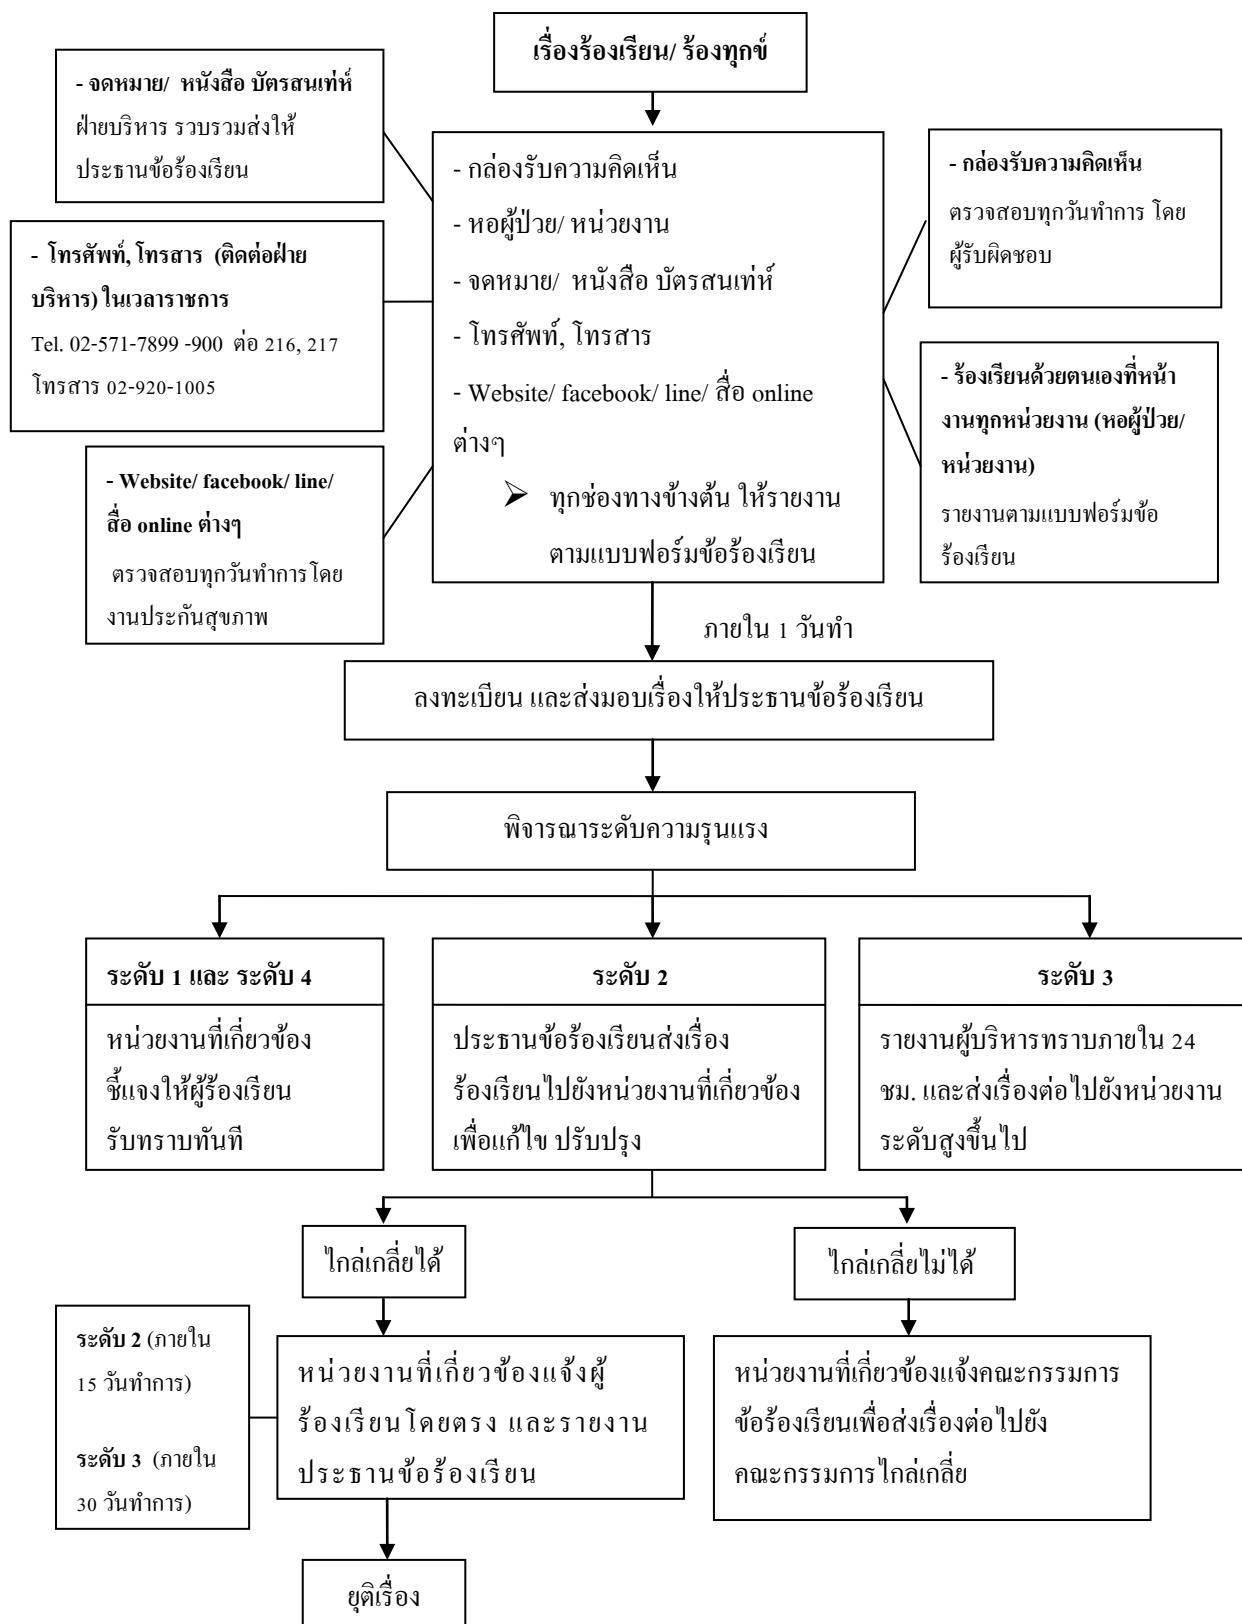 เรื่องร้องเรียน/ ร้องทุกข์
- จดหมาย/ หนังสือ บัตรสนเท่ห์
ฝ่ายบริหาร รวบรวมส่งให้
ประธานข้อร้องเรียน
- โทรศัพท์, โทรสาร (ติดต่อฝ่าย
บริหาร) ในเวลาราชการ
Tel. 02-571-7899 -900 ต่อ 216, 217
โทรสาร 02-920-1005
- Website/ facebook/ line/
สื่อ online ต่างๆ
ตรวจสอบทุกวันทำการโดย
งานประกันสุขภาพ
- กล่องรับความคิดเห็น
- หอผู้ป่วย/ หน่วยงาน
- จดหมาย/ หนังสือ บัตรสนเท่ห์
- โทรศัพท์, โทรสาร
- Website/ facebook/ line/ สื่อ online
ต่างๆ
➢ ทุกช่องทางข้างต้น ให้รายงาน
ตามแบบฟอร์มข้อร้องเรียน
- กล่องรับความคิดเห็น
ตรวจสอบทุกวันทำการ โดย
ผู้รับผิดชอบ
- ร้องเรียนด้วยตนเองที่หน้า
งานทุกหน่วยงาน (หอผู้ป่วย/
หน่วยงาน)
รายงานตามแบบฟอร์มข้อ
ร้องเรียน
ภายใน 1 วันทำ
ลงทะเบียน และส่งมอบเรื่องให้ประธานข้อร้องเรียน
พิจารณาระดับความรุนแรง
ระดับ 1 และ ระดับ 4
หน่วยงานที่เกี่ยวข้อง
ชี้แจงให้ผู้ร้องเรียน
รับทราบทันที
ระดับ 2
ประธานข้อร้องเรียนส่งเรื่อง
ร้องเรียนไปยังหน่วยงานที่เกี่ยวข้อง
เพื่อแก้ไข ปรับปรุง
ระดับ 3
รายงานผู้บริหารทราบภายใน 24
ชม. และส่งเรื่องต่อไปยังหน่วยงาน
ระดับสูงขึ้นไป
ไกล่เกลี่ยได้
ไกล่เกลี่ยไม่ได้
ระดับ 2 (ภายใน
15 วันทำการ)
ระดับ 3 (ภายใน
30 วันทำการ)
หน่วยงานที่เกี่ยวข้องแจ้งผู้
ร้องเรียนโดยตรง และรายงาน
ประธานข้อร้องเรียน
หน่วยงานที่เกี่ยวข้องแจ้งคณะกรรมการ
ข้อร้องเรียนเพื่อส่งเรื่องต่อไปยัง
คณะกรรมการไกล่เกลี่ย
ยุติเรื่อง